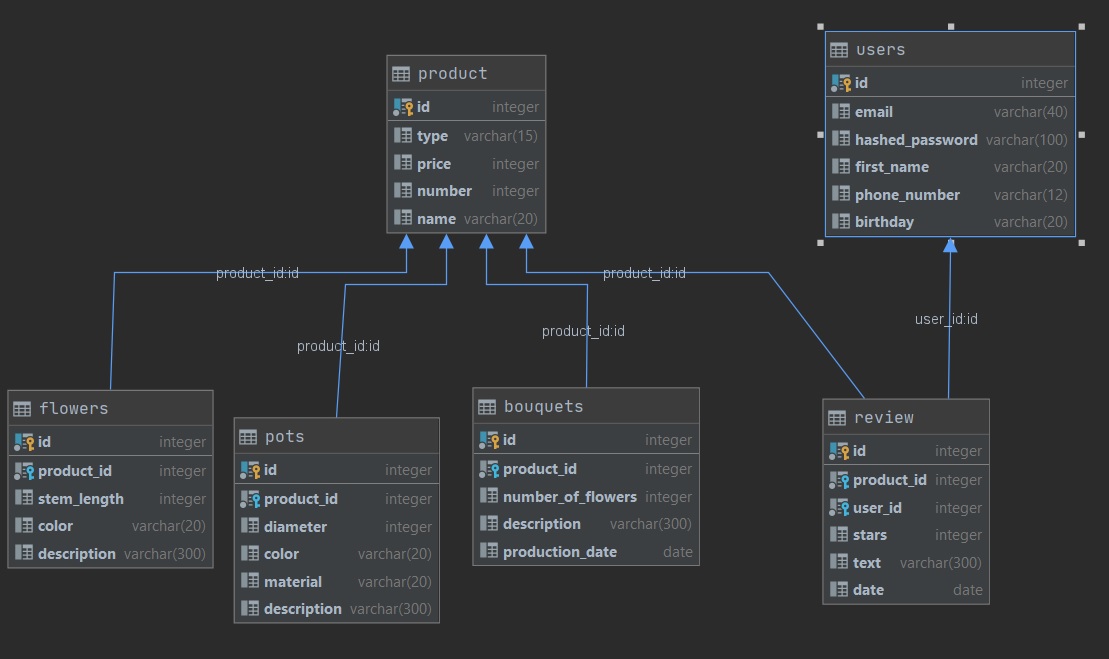 product
id integer
type varchar(15)
price integer
number integer
name varchar(20)
users
id integer
email varchar(40)
hashed_password varchar(100)
first_name varchar(20)
phone_number varchar(12)
birthday varchar(20)
product_id:id
product_id:id
product_id:id
product_id:id
user_id:id
flowers
id integer
product_id integer
stem_length integer
color varchar(20)
description varchar(300)
pots
id integer
product_id integer
diameter integer
color varchar(20)
material varchar(20)
description varchar(300)
bouquets
id integer
product_id integer
number_of_flowers integer
description varchar(300)
production_date date
review
id integer
product_id integer
user_id integer
stars integer
text varchar(300)
date date